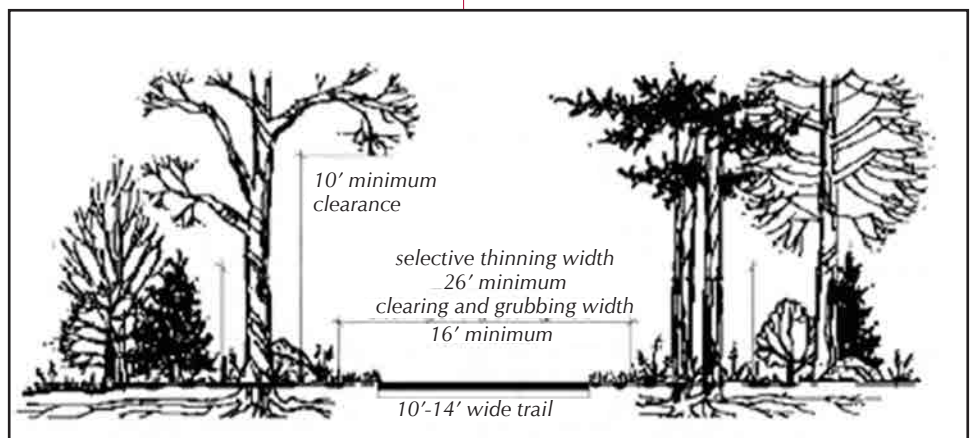 10' minimum
clearance
selective thinning width
26' minimum
clearing and grubbing width
16' minimum
10'-14' wide trail